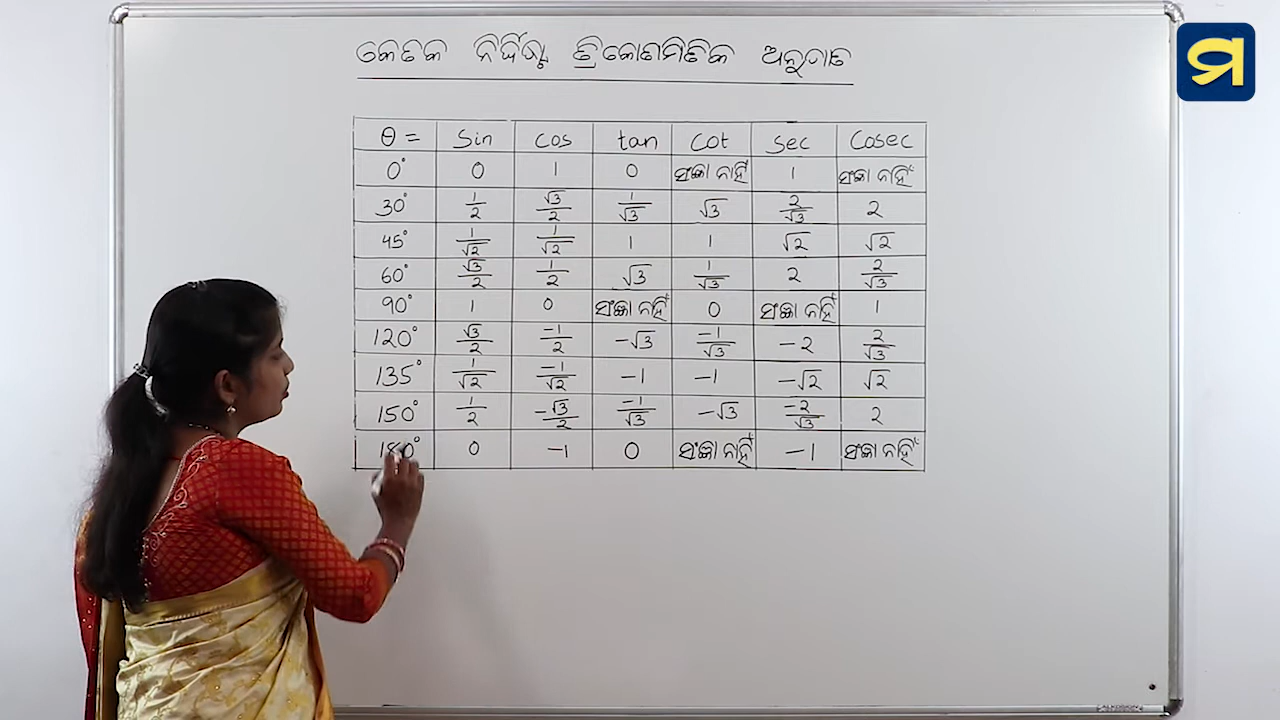 ମ
କେତେକ ନିର୍ଦ୍ଦିଷ୍ଟ ତ୍ରିକୋଣମିତିକ ଅନୁପାତ
θ = Sin Cos tan Cot Sec Cosec
0° 0 1 0 ସଂଜ୍ଞା ନାହିଁ 1 ସଂଜ୍ଞା ନାହିଁ
30° 1/2 √3/2 1/√3 √3 2/√3 2
45° 1/√2 1/√2 1 1 √2 √2
60° √3/2 1/2 √3 1/√3 2 2/√3
90° 1 0 ସଂଜ୍ଞା ନାହିଁ 0 ସଂଜ୍ଞା ନାହିଁ 1
120° √3/2 -1/2 -√3 -1/√3 -2 2/√3
135° 1/√2 -1/√2 -1 -1 -√2 √2
150° 1/2 -√3/2 -1/√3 -√3 -2/√3 2
180° 0 -1 0 ସଂଜ୍ଞା ନାହିଁ -1 ସଂଜ୍ଞା ନାହିଁ